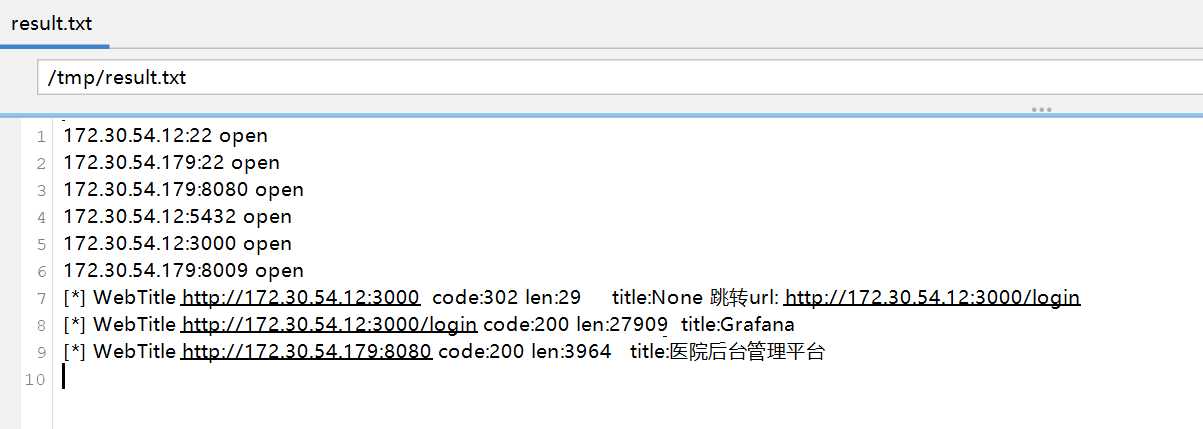 result.txt
/tmp/result.txt
1 172.30.54.12:22 open
2 172.30.54.179:22 open
3 172.30.54.179:8080 open
4 172.30.54.12:5432 open
5 172.30.54.12:3000 open
6 172.30.54.179:8009 open
7 [*] WebTitle http://172.30.54.12:3000 code:302 len:29 title:None 跳转url: http://172.30.54.12:3000/login
8 [*] WebTitle http://172.30.54.12:3000/login code:200 len:27909 title:Grafana
9 [*] WebTitle http://172.30.54.179:8080 code:200 len:3964 title:医院后台管理平台
10